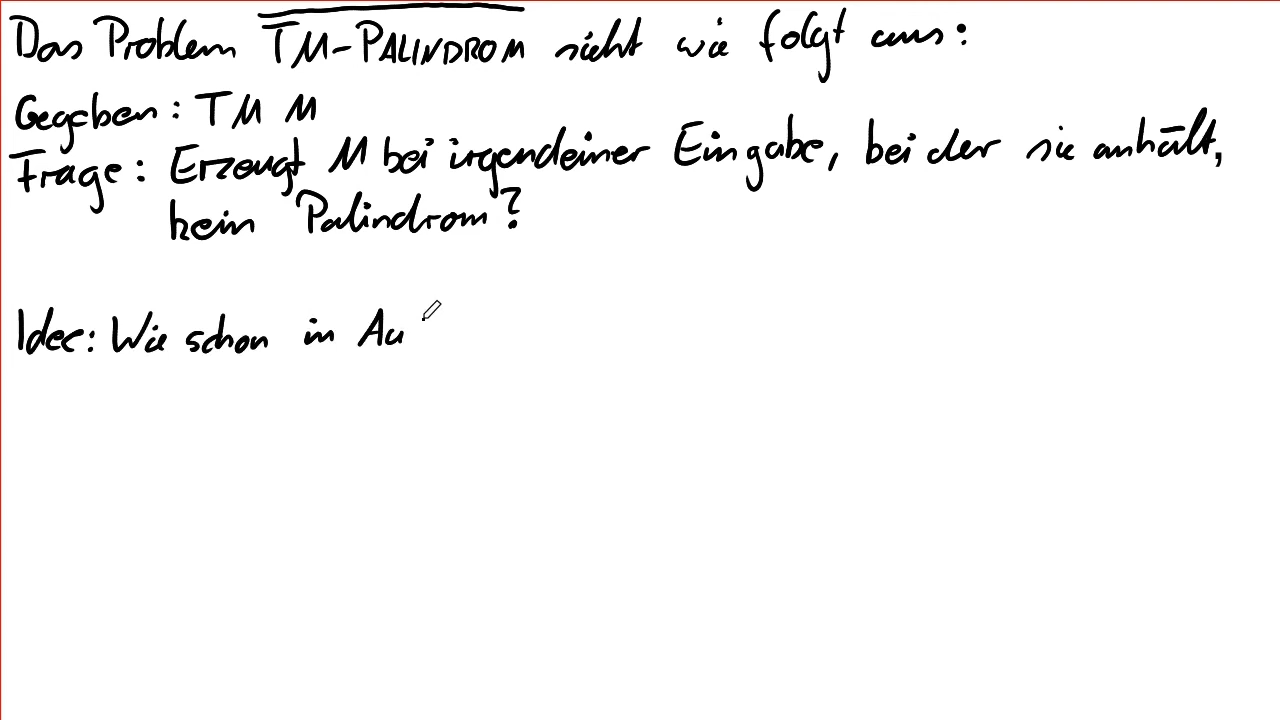 Das Problem TM-PALINDROM sieht wie folgt aus:
Gegeben: TM M
Frage: Erzeugt M bei irgendeiner Eingabe, bei der sie anhält,
kein Palindrom?
Idee: Wie schon in Au